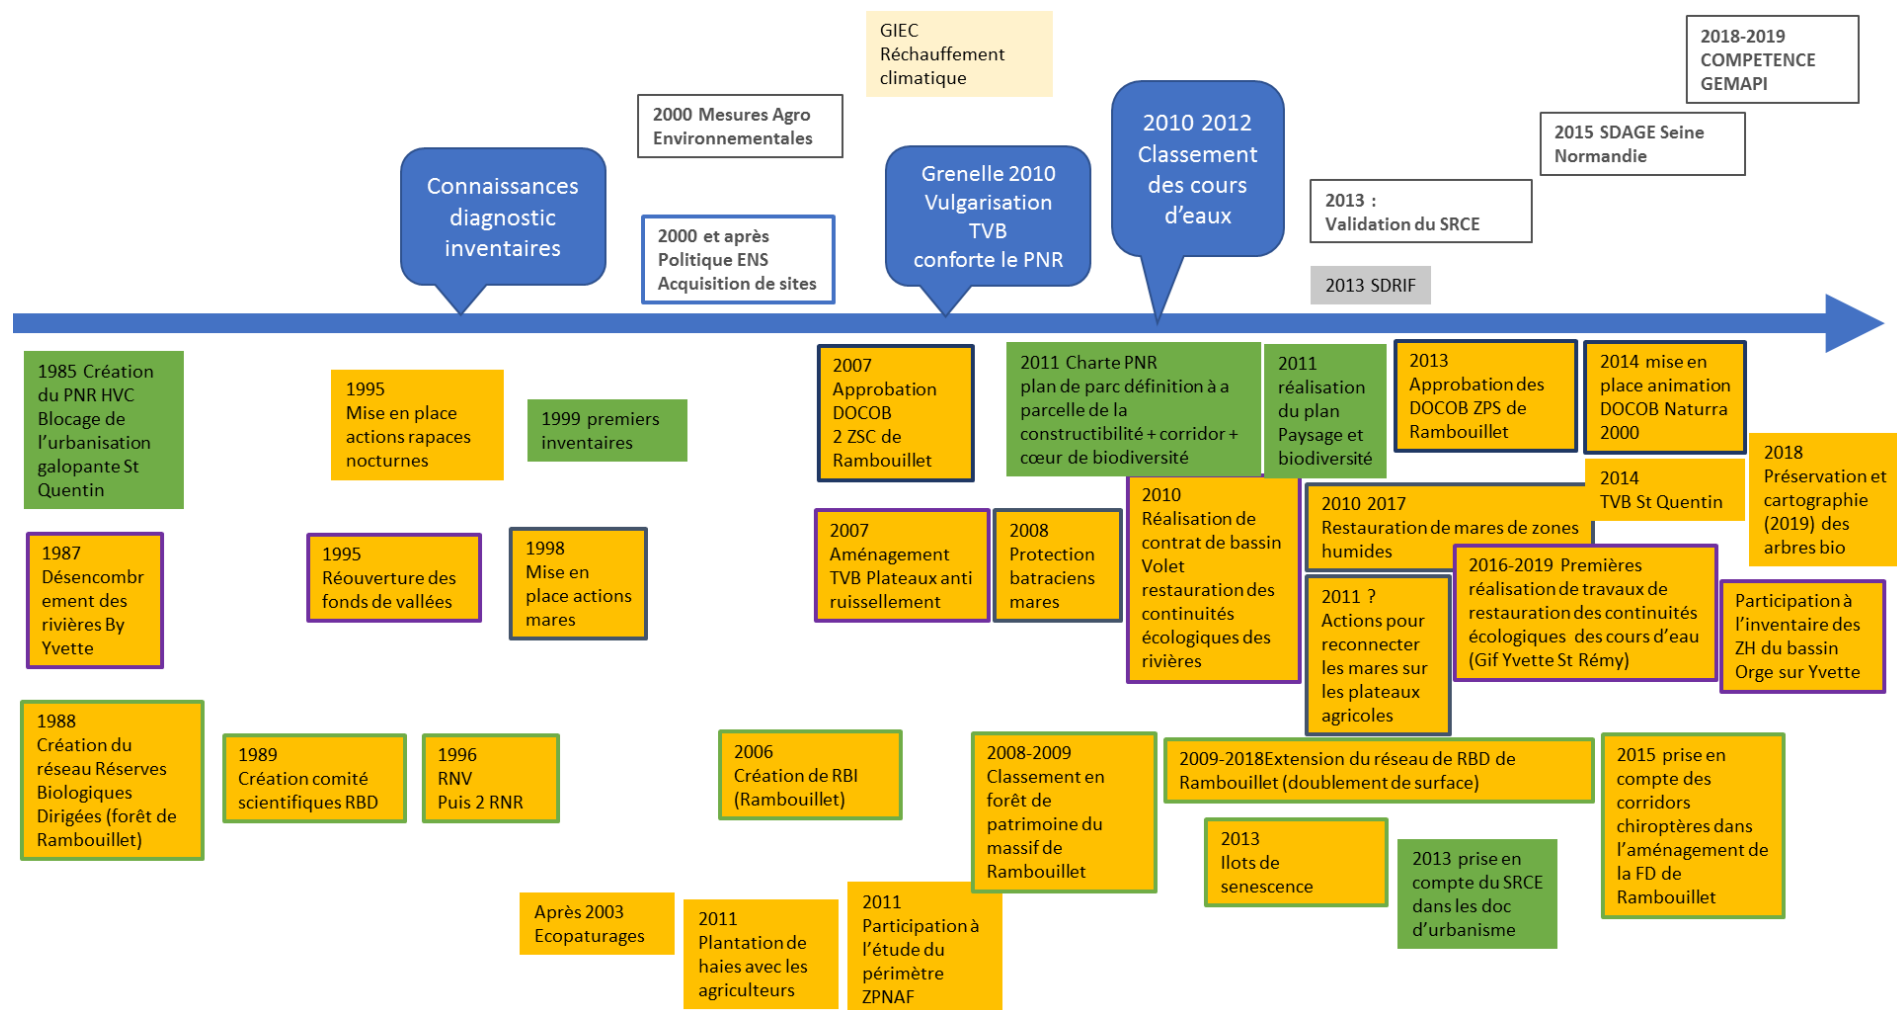 GIEC
Réchauffement
climatique
2018-2019
COMPETENCE
GEMAPI
2000 Mesures Agro
Environnementales
2010 2012
Classement
des cours
d'eaux
2015 SDAGE Seine
Normandie
Connaissances
diagnostic
inventaires
Grenelle 2010
Vulgarisation
TVB
conforte le PNR
2013 :
Validation du SRCE
2000 et après
Politique ENS
Acquisition de sites
2013 SDRIF
1985 Création
du PNR HVC
Blocage de
l'urbanisation
galopante St
Quentin
1995
Mise en place
actions rapaces
nocturnes
1999 premiers
inventaires
2007
Approbation
DOCOB
2 ZSC de
Rambouillet
2011 Charte PNR
plan de parc définition à a
parcelle de la
constructibilité + corridor +
cœur de biodiversité
2011
réalisation
du plan
Paysage et
biodiversité
2013
Approbation des
DOCOB ZPS de
Rambouillet
2014 mise en
place animation
DOCOB Naturra
2000
2018
Préservation et
cartographie
(2019) des
arbres bio
2014
TVB St Quentin
1987
Désencombr
ement des
rivières By
Yvette
1995
Réouverture des
fonds de vallées
1998
Mise en
place actions
mares
2007
Aménagement
TVB Plateaux anti
ruissellement
2008
Protection
batraciens
mares
2010
Réalisation de
contrat de bassin
Volet
restauration des
continuités
écologiques des
rivières
2010 2017
Restauration de mares de zones
humides
2011 ?
Actions pour
reconnecter
les mares sur
les plateaux
agricoles
2016-2019 Premières
réalisation de travaux de
restauration des continuités
écologiques des cours d'eau
(Gif Yvette St Rémy)
Participation à
l'inventaire des
ZH du bassin
Orge sur Yvette
1988
Création du
réseau Réserves
Biologiques
Dirigées (forêt de
Rambouillet)
1989
Création comité
scientifiques RBD
1996
RNV
Puis 2 RNR
2006
Création de RBI
(Rambouillet)
2008-2009
Classement en
forêt de
patrimoine du
massif de
Rambouillet
2009-2018Extension du réseau de RBD de
Rambouillet (doublement de surface)
2015 prise en
compte des
corridors
chiroptères dans
l'aménagement de
la FD de
Rambouillet
2013
Ilots de
senescence
2013 prise en
compte du SRCE
dans les doc
d'urbanisme
Après 2003
Ecopaturages
2011
Plantation de
haies avec les
agriculteurs
2011
Participation à
l'étude du
périmètre
ZPNAF